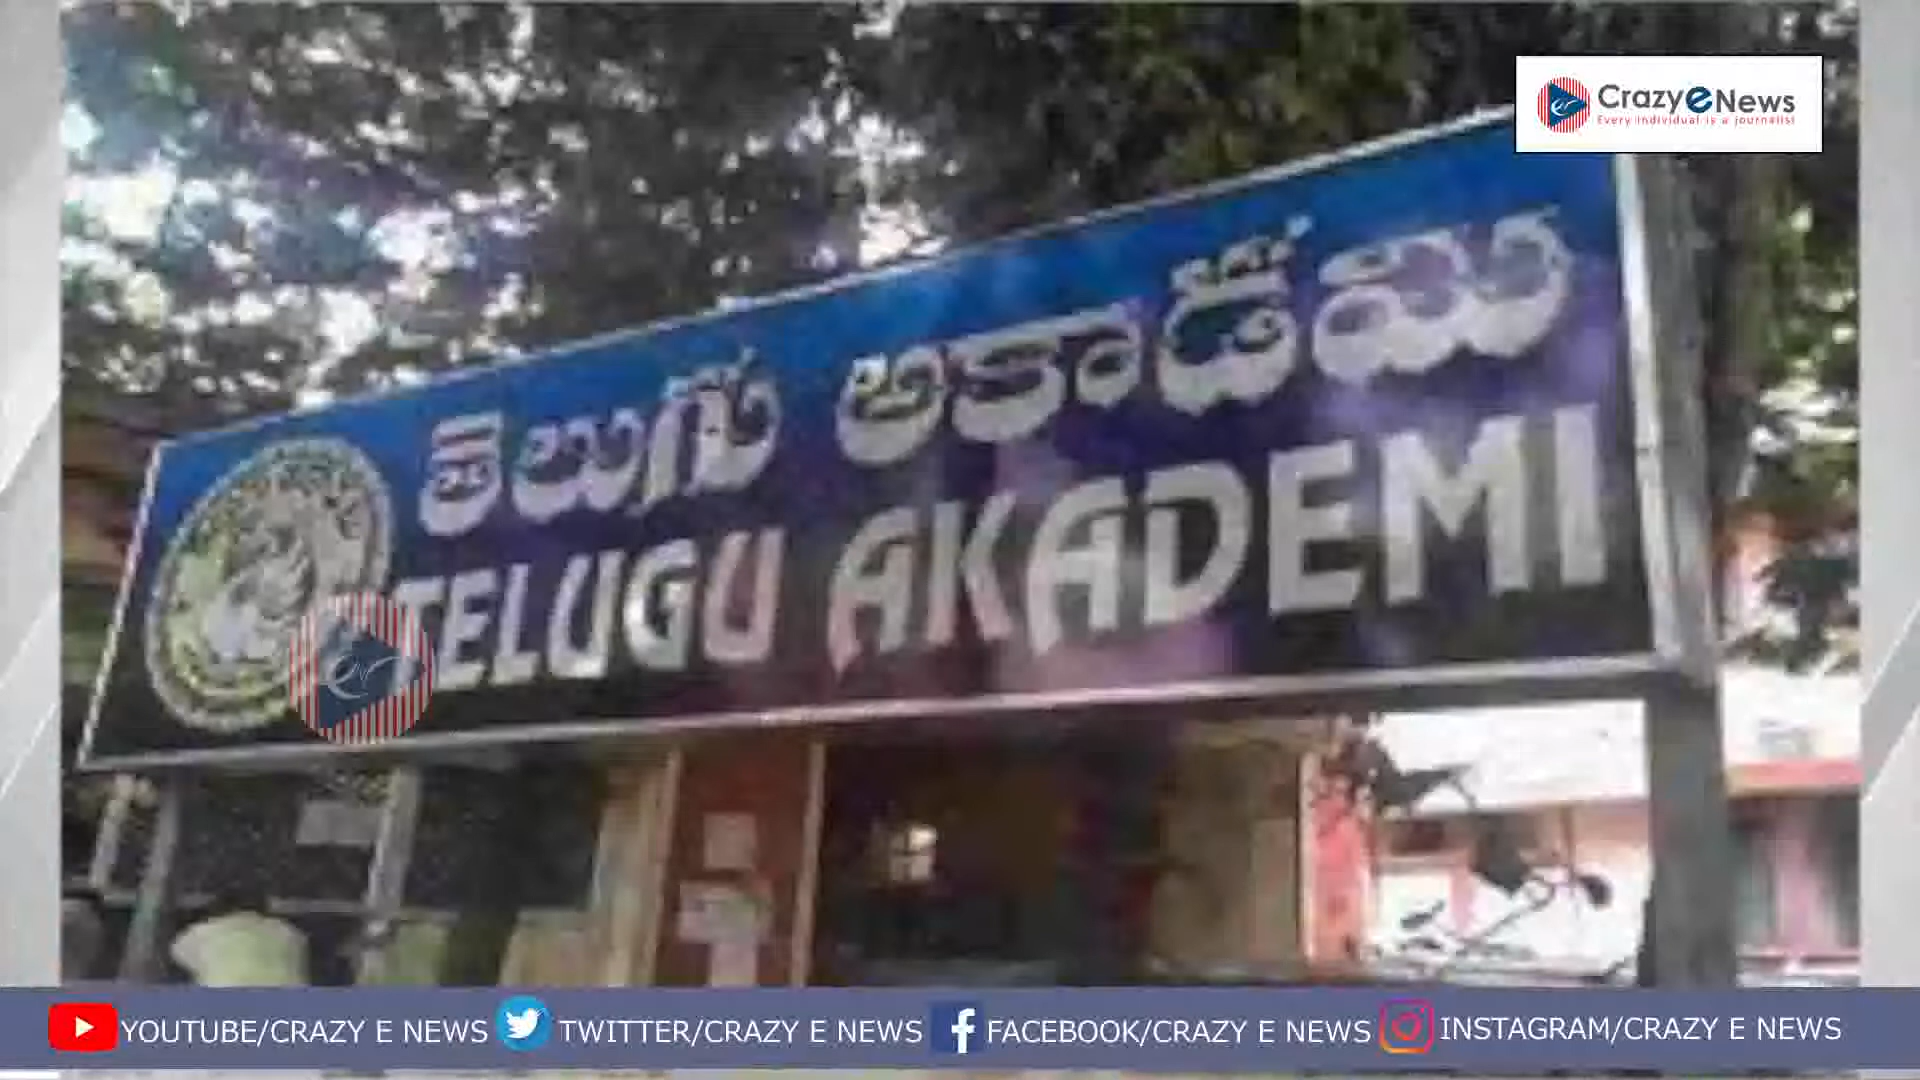 Crazy e News
Every individual is a journalist
తెలుగు అకాడమి
TELUGU AKADEMI
YOUTUBE/CRAZY E NEWS TWITTER/CRAZY E NEWS FACEBOOK/CRAZY E NEWS INSTAGRAM/CRAZY E NEWS